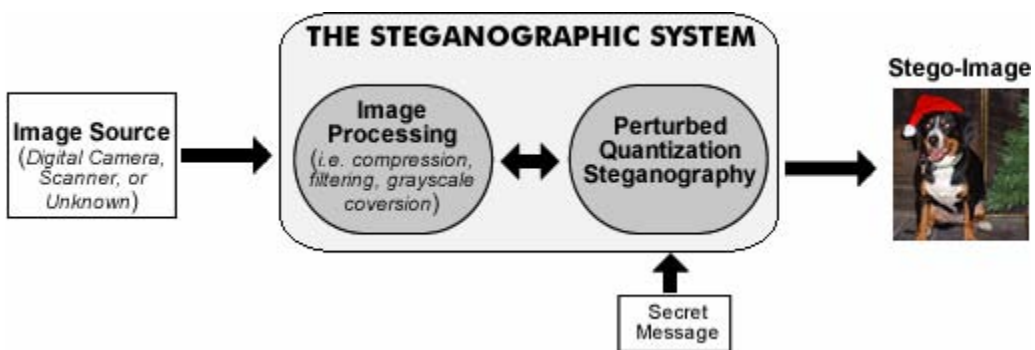 THE STEGANOGRAPHIC SYSTEM
Image Source
(Digital Camera,
Scanner, or
Unknown)
Image
Processing
(i.e. compression,
filtering, grayscale
coversion)
Perturbed
Quantization
Steganography
Stego-Image
Secret
Message